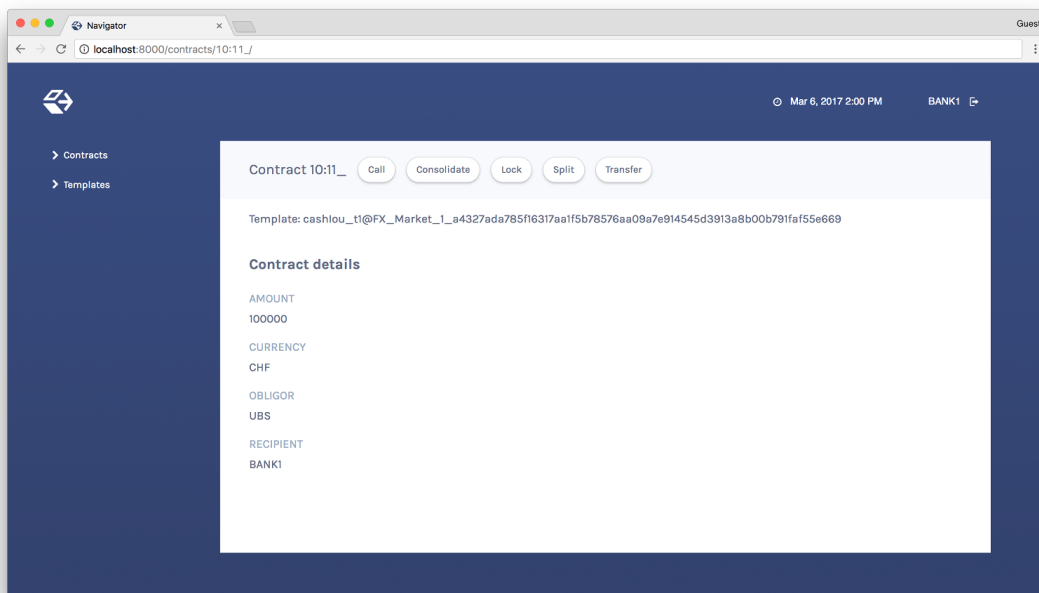 Navigator
Guest
localhost:8000/contracts/10:11_/
Mar 6, 2017 2:00 PM
BANK1
Contracts
Templates
Contract 10:11_
Call
Consolidate
Lock
Split
Transfer
Template: cashlou_t1@FX_Market_1_a4327ada785f16317aa1f5b78576aa09a7e914545d3913a8b00b791faf55e669
Contract details
AMOUNT
100000
CURRENCY
CHF
OBLIGOR
UBS
RECIPIENT
BANK1